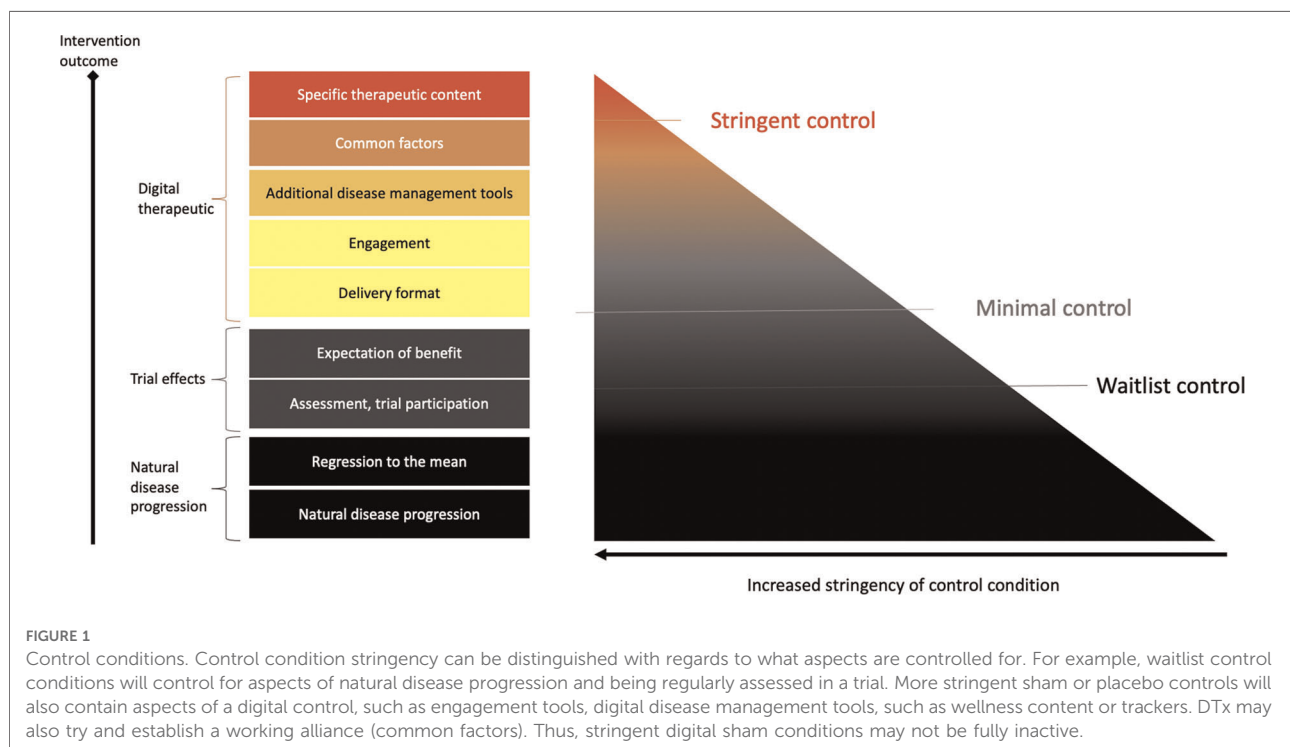 Intervention
outcome
Specific therapeutic content
Common factors
Digital
therapeutic
Additional disease management tools
Engagement
Delivery format
Trial effects
Expectation of benefit
Assessment, trial participation
Natural
disease
progression
Regression to the mean
Natural disease progression
Stringent control
Minimal control
Waitlist control
Increased stringency of control condition
FIGURE 1
Control conditions. Control condition stringency can be distinguished with regards to what aspects are controlled for. For example, waitlist control
conditions will control for aspects of natural disease progression and being regularly assessed in a trial. More stringent sham or placebo controls will
also contain aspects of a digital control, such as engagement tools, digital disease management tools, such as wellness content or trackers. DTx may
also try and establish a working alliance (common factors). Thus, stringent digital sham conditions may not be fully inactive.